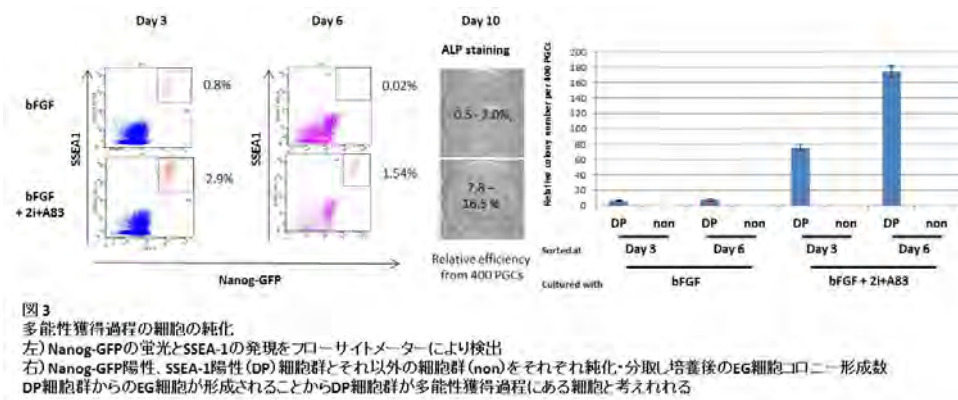 Day 3
Day 6
Day 10
ALP staining
bFGF
SSEA1
0.8%
SSEA1
0.02%
0.5 - 2.0%
bFGF
+ 2i+A83
2.9%
1.54%
7.8 –
16.5 %
Nanog-GFP
Relative efficiency
from 400 PGCs
Relative colony number per 400 PGCs
200
180
160
140
120
100
80
60
40
20
0
DP non DP non DP non DP non
Sorted at Day 3 Day 6 Day 3 Day 6
Cultured with bFGF bFGF + 2i+A83
図 3
多能性獲得過程の細胞の純化
左) Nanog-GFPの蛍光とSSEA-1の発現をフローサイトメーターにより検出
右) Nanog-GFP陽性、SSEA-1陽性(DP)細胞群とそれ以外の細胞群(non)をそれぞれ純化・分取し培養後のEG細胞コロニー形成数
DP細胞群からのEG細胞が形成されることからDP細胞群が多能性獲得過程にある細胞と考えれれる